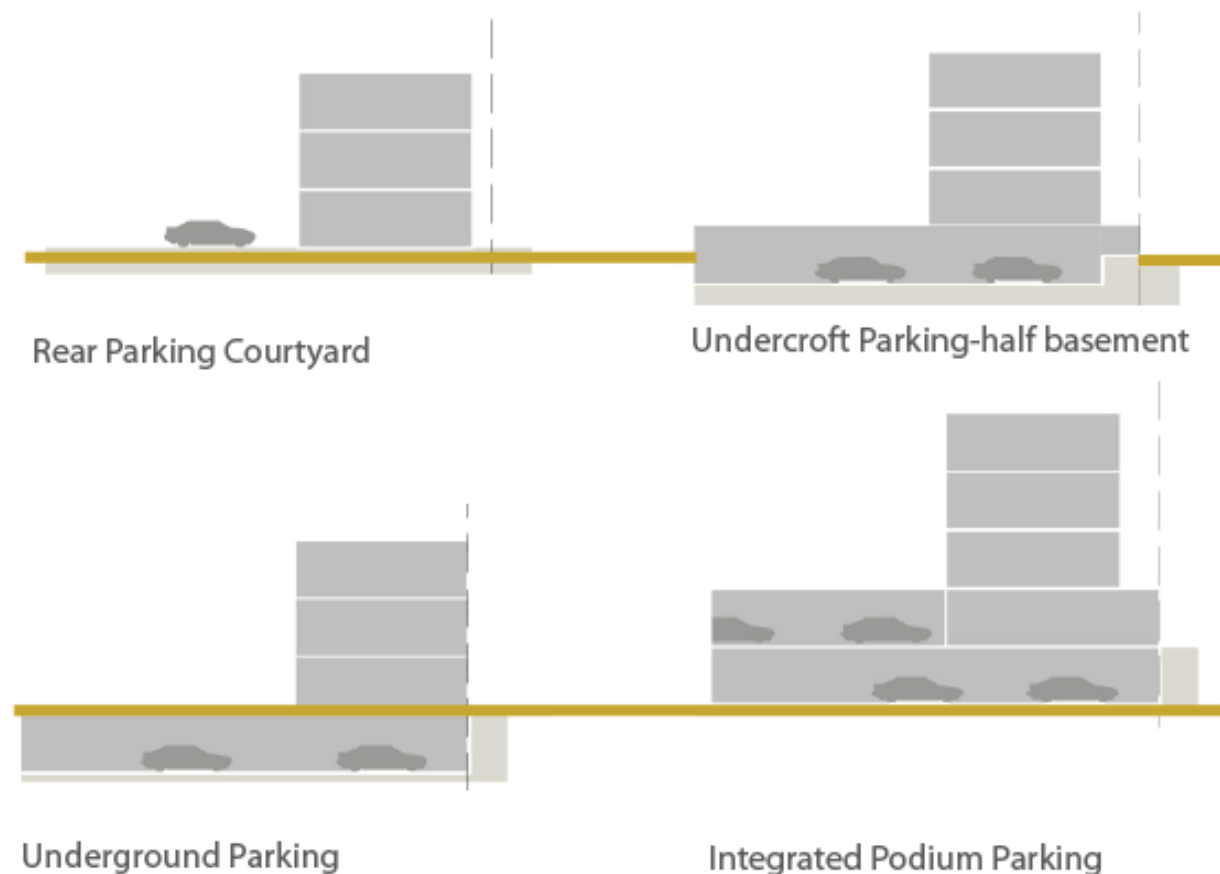 Rear Parking Courtyard
Undercroft Parking-half basement
Underground Parking
Integrated Podium Parking